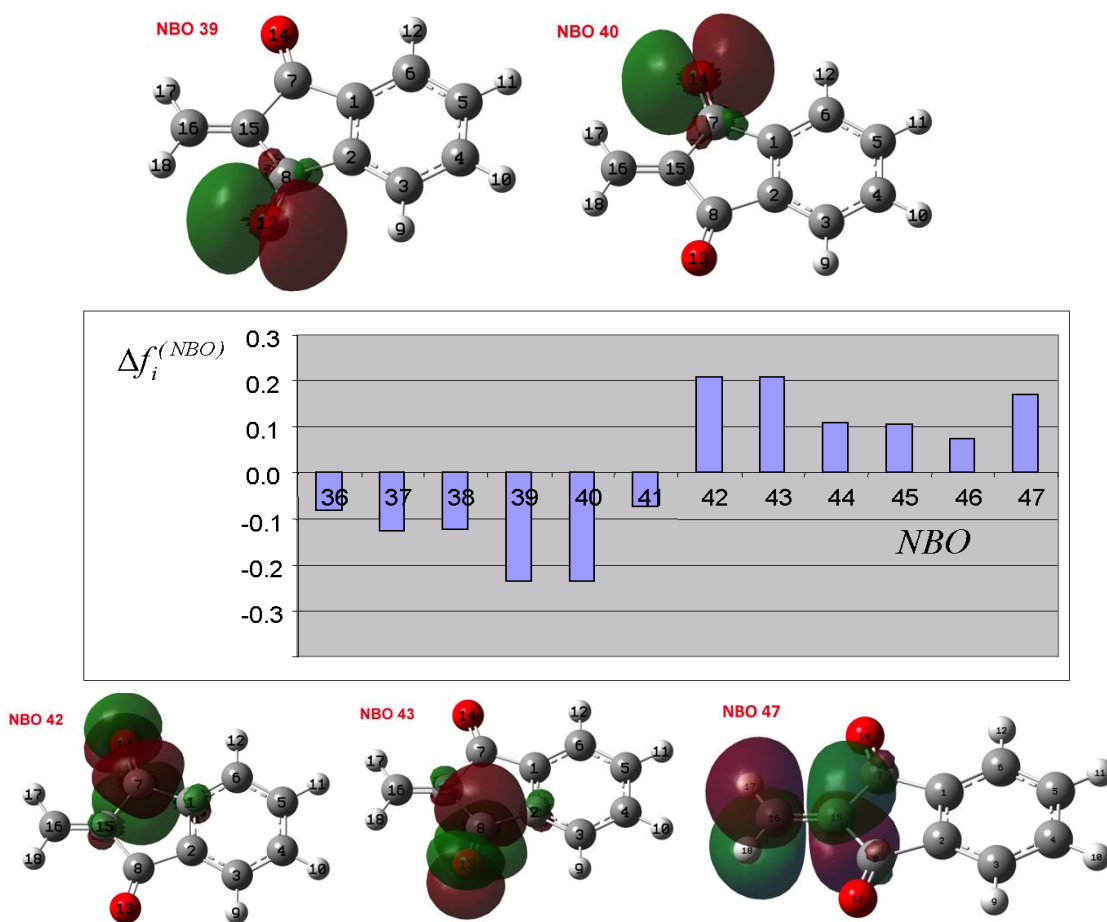 NBO 39
NBO 40
14 12 6 11 5 7 1 17 16 15 2 4 18 8 3 10 13 9
14 12 6 11 7 5 1 17 16 15 2 4 18 8 3 10 13 9
Δf_i^(NBO)
0.3
0.2
0.1
0.0
-0.1
-0.2
-0.3
36 37 38 39 40 41 42 43 44 45 46 47
NBO
NBO 42
NBO 43
NBO 47
12 7 6 17 1 11 5 16 15 2 4 18 8 3 10 13 9
14 12 6 7 17 1 11 5 16 2 4 18 8 3 10 13 9
14 12 6 11 17 7 1 5 16 15 2 4 18 8 3 10 13 9